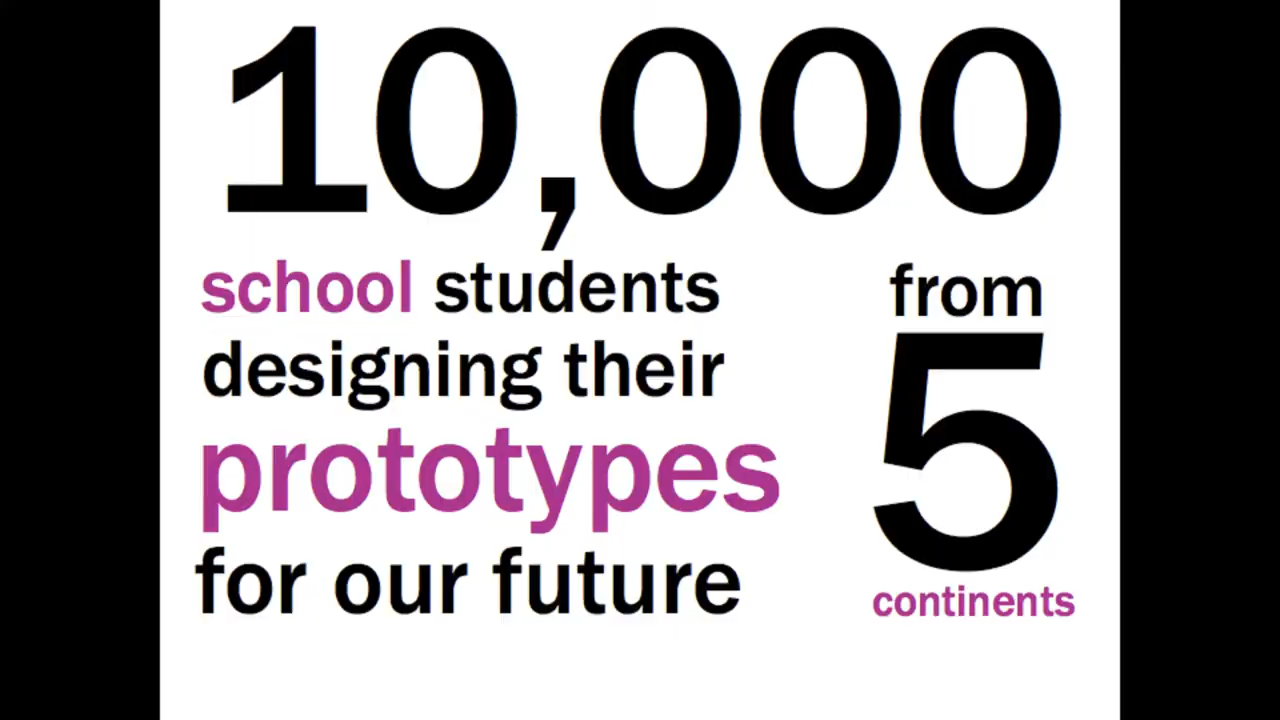 10,000
school students
designing their
prototypes
for our future
from
5
continents